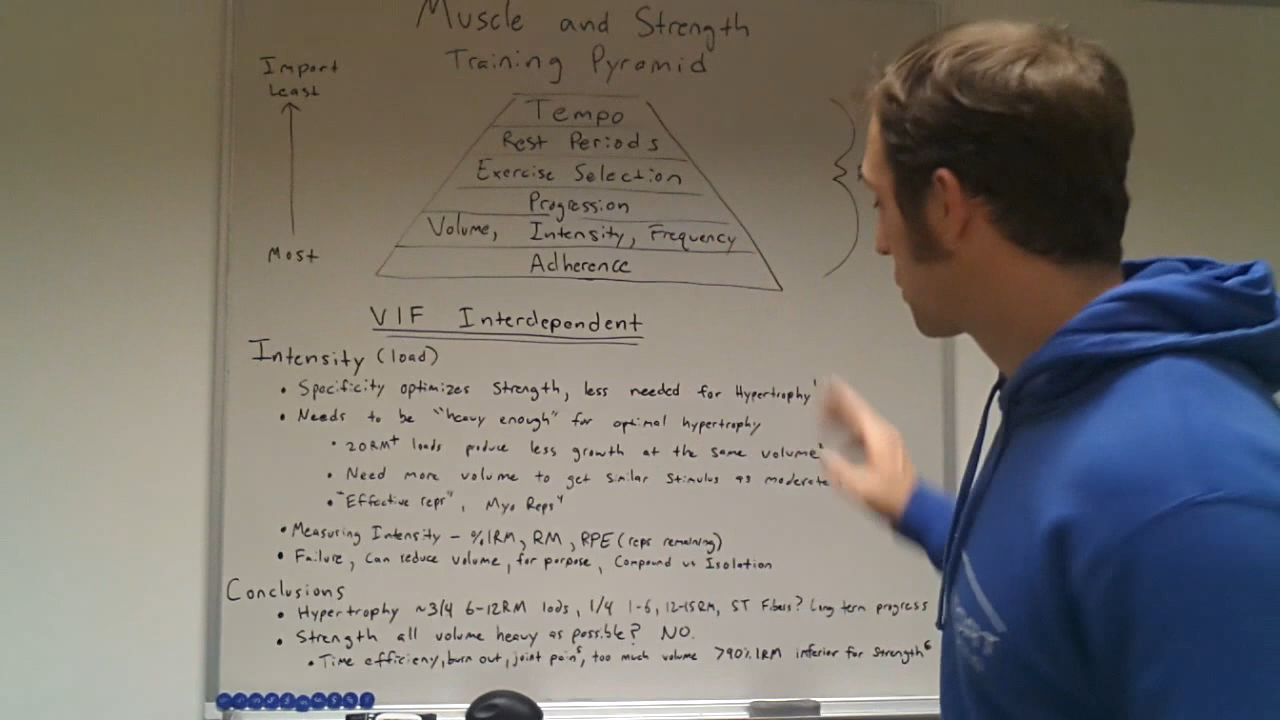 Muscle and Strength
Training Pyramid
Import
Least
Most
Tempo
Rest Periods
Exercise Selection
Progression
Volume, Intensity, Frequency
Adherence
VIF Interdependent
Intensity (load)
• Specificity optimizes Strength, less needed for Hypertrophy¹
• Needs to be "heavy enough" for optimal hypertrophy
• 20RM+ loads produce less growth at the same volume²
• Need more volume to get similar stimulus as moderate
• "Effective reps", Myo Reps⁴
• Measuring Intensity - %1RM, RM, RPE (reps remaining)
• Failure, can reduce volume, for porpose, Compound vs Isolation
Conclusions
• Hypertrophy ~3/4 6-12RM lods, 1/4 1-6, 12-15RM, ST Fibers? Long term progress
• Strength all volume heavy as possible? NO.
• Time efficieny, burn out, joint pain⁵, too much volume >90%1RM inferior for strength⁶